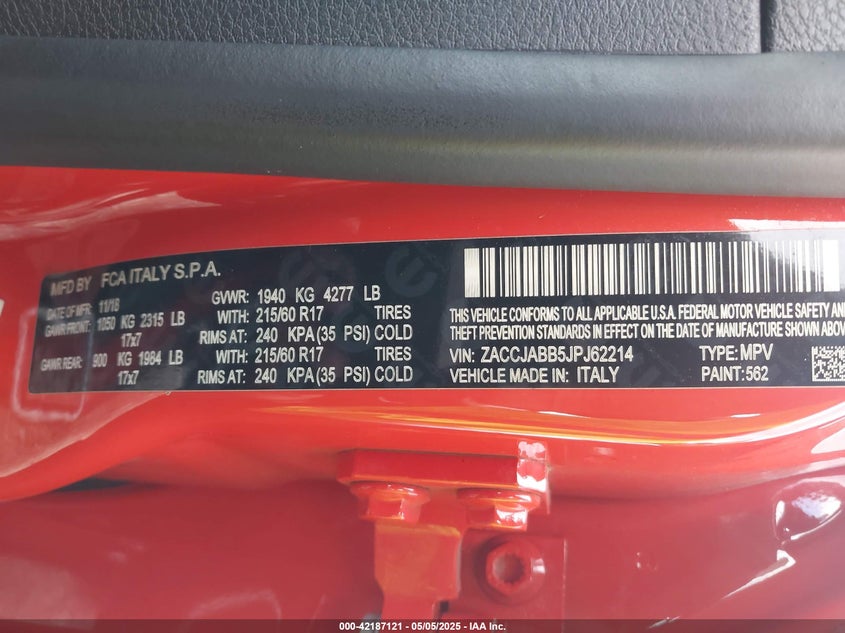 MFD BY FCA ITALY S.P.A.
DATE OF MFR: 11/18 GVWR: 1940 KG 4277 LB
GAWR FRONT: 1050 KG 2315 LB WITH: 215/60 R17 TIRES
17x7 RIMS AT: 240 KPA (35 PSI) COLD
GAWR REAR: 900 KG 1984 LB WITH: 215/60 R17 TIRES
17x7 RIMS AT: 240 KPA (35 PSI) COLD
THIS VEHICLE CONFORMS TO ALL APPLICABLE U.S.A. FEDERAL MOTOR VEHICLE SAFETY AND
THEFT PREVENTION STANDARDS IN EFFECT ON THE DATE OF MANUFACTURE SHOWN ABOVE
VIN: ZACCJABB5JPJ62214 TYPE: MPV
VEHICLE MADE IN: ITALY PAINT: 562
000-42187121 - 05/05/2025 - IAA Inc.